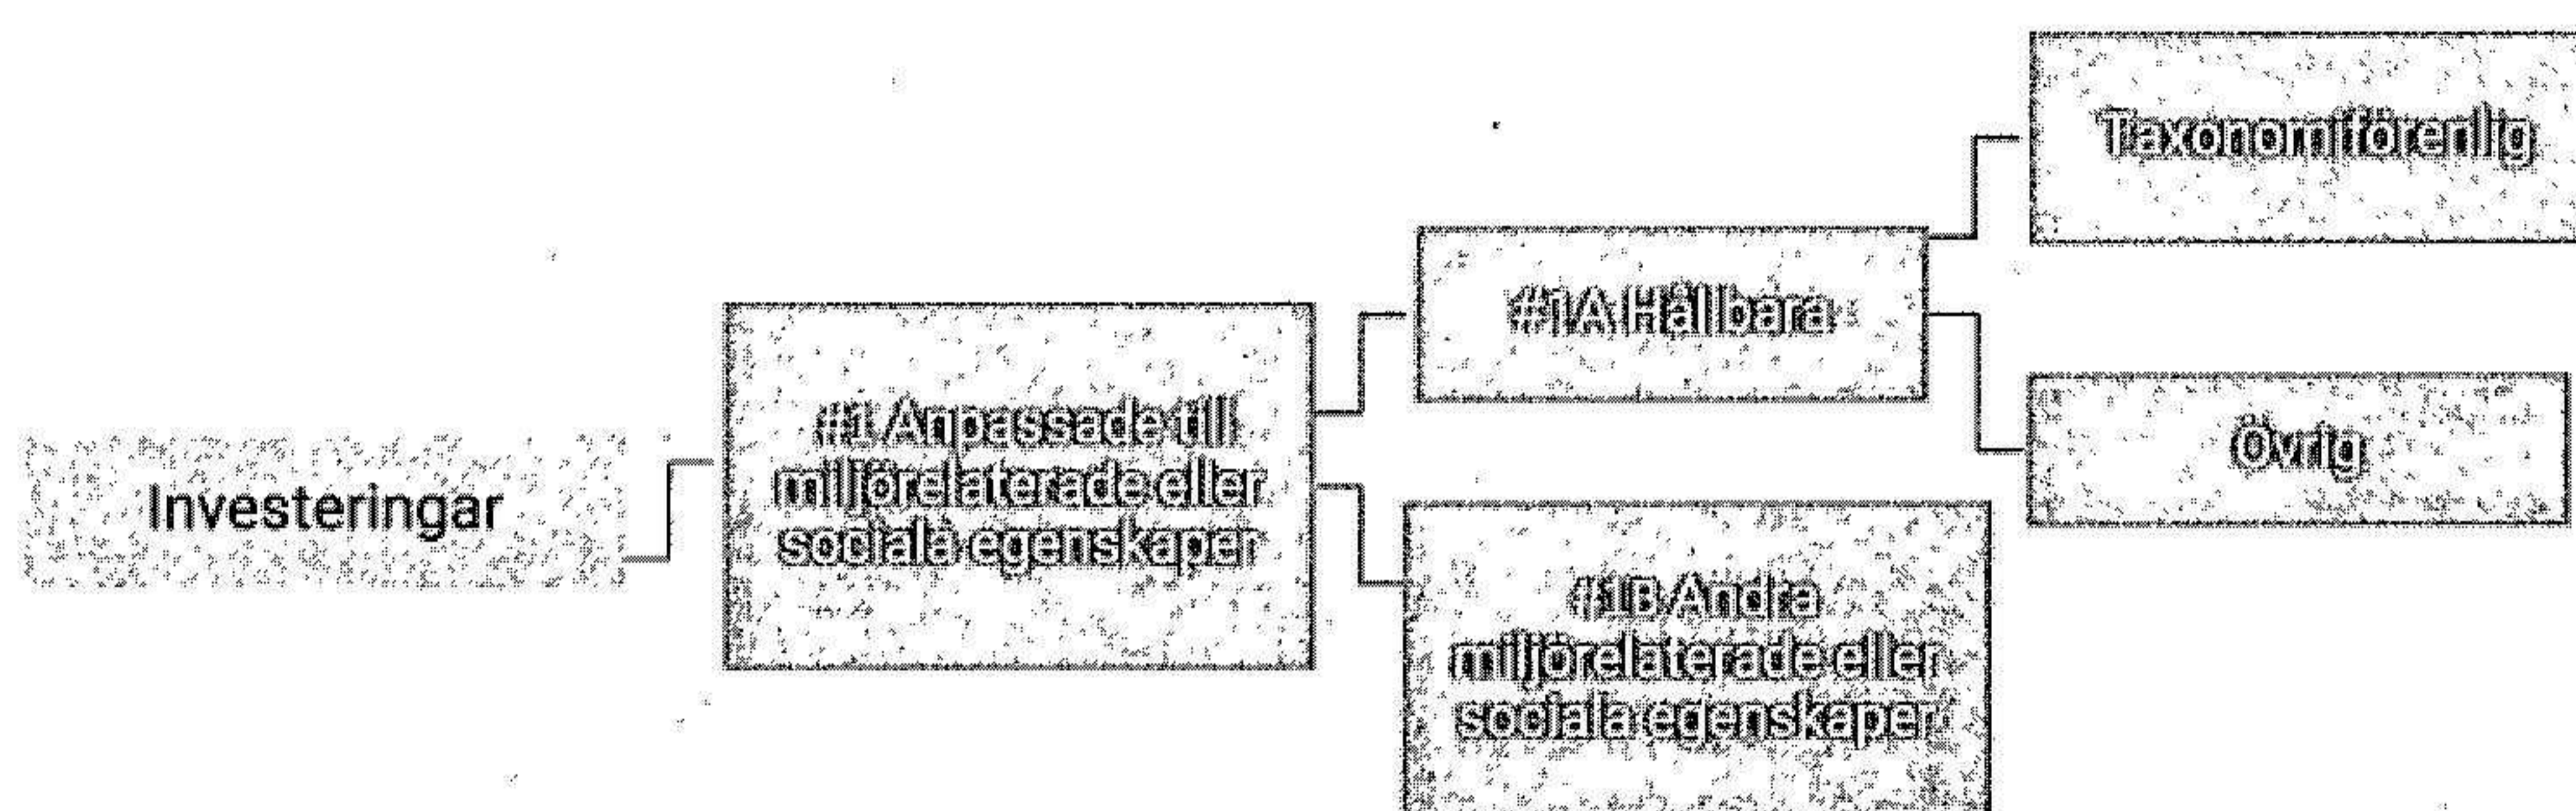 Taxonomiförenlig
#1A Hållbara
#1 Anpassade till
miljörelaterade eller
sociala egenskaper
Övrig
Investeringar
#1B Andra
miljörelaterade eller
sociala egenskaper